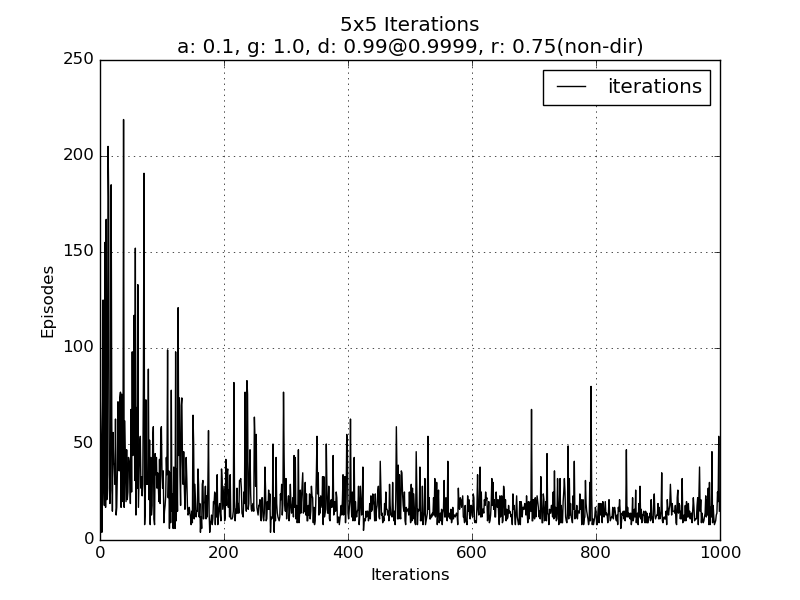 5x5 Iterations
a: 0.1, g: 1.0, d: 0.99@0.9999, r: 0.75(non-dir)
250
iterations
200
150
Episodes
100
50
0
0 200 400 600 800 1000
Iterations